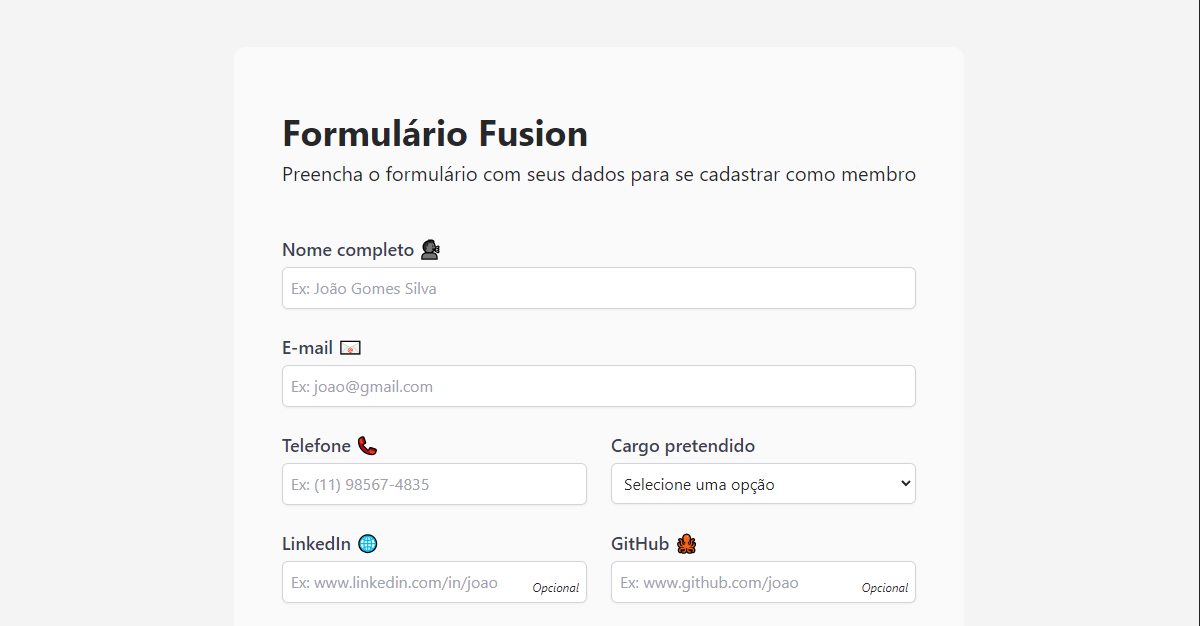 Formulário Fusion
Preencha o formulário com seus dados para se cadastrar como membro
Nome completo 🗣
Ex: João Gomes Silva
E-mail 📧
Ex: joao@gmail.com
Telefone 📞
Ex: (11) 98567-4835
Cargo pretendido
Selecione uma opção
LinkedIn 🌐
Ex: www.linkedin.com/in/joao Opcional
GitHub 🐙
Ex: www.github.com/joao Opcional